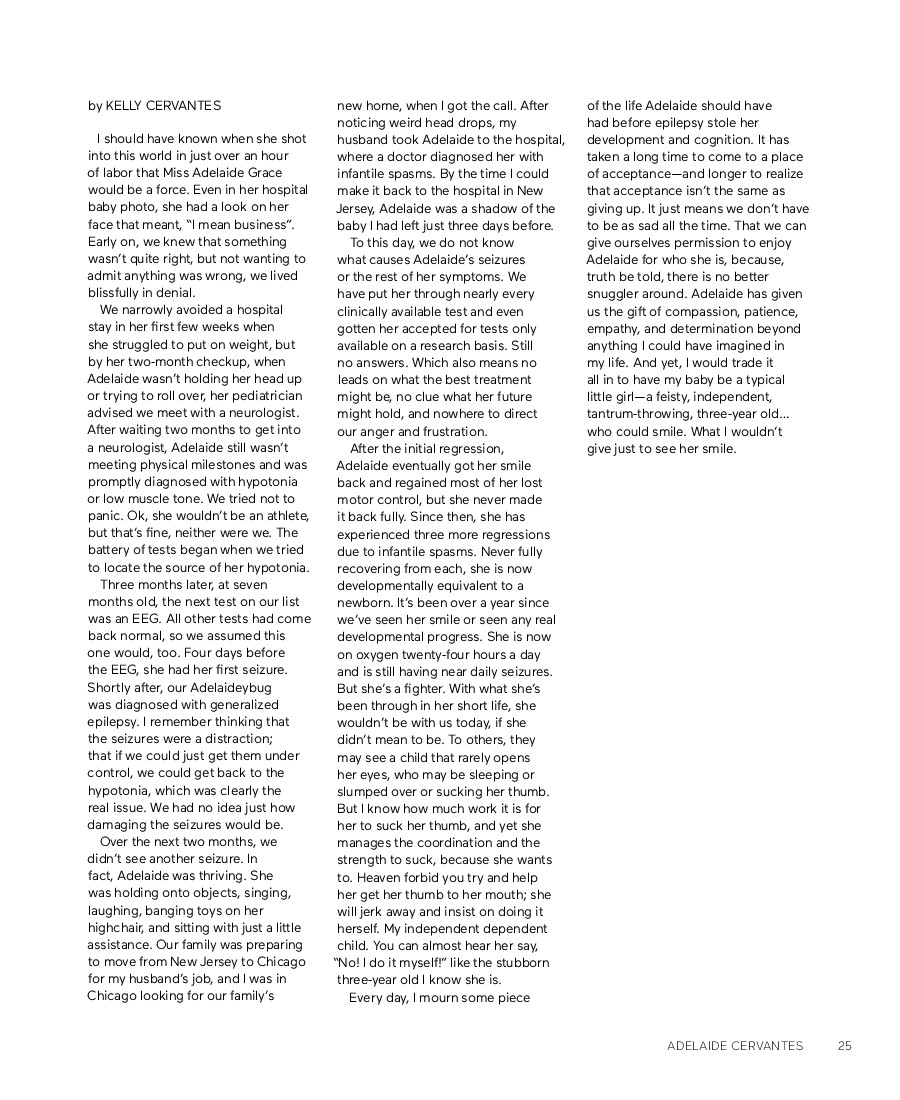 by KELLY CERVANTES
I should have known when she shot
into this world in just over an hour
of labor that Miss Adelaide Grace
would be a force. Even in her hospital
baby photo, she had a look on her
face that meant, “I mean business”.
Early on, we knew that something
wasn’t quite right, but not wanting to
admit anything was wrong, we lived
blissfully in denial.
We narrowly avoided a hospital
stay in her first few weeks when
she struggled to put on weight, but
by her two-month checkup, when
Adelaide wasn’t holding her head up
or trying to roll over, her pediatrician
advised we meet with a neurologist.
After waiting two months to get into
a neurologist, Adelaide still wasn’t
meeting physical milestones and was
promptly diagnosed with hypotonia
or low muscle tone. We tried not to
panic. Ok, she wouldn’t be an athlete,
but that’s fine, neither were we. The
battery of tests began when we tried
to locate the source of her hypotonia.
Three months later, at seven
months old, the next test on our list
was an EEG. All other tests had come
back normal, so we assumed this
one would, too. Four days before
the EEG, she had her first seizure.
Shortly after, our Adelaideybug
was diagnosed with generalized
epilepsy. I remember thinking that
the seizures were a distraction;
that if we could just get them under
control, we could get back to the
hypotonia, which was clearly the
real issue. We had no idea just how
damaging the seizures would be.
Over the next two months, we
didn’t see another seizure. In
fact, Adelaide was thriving. She
was holding onto objects, singing,
laughing, banging toys on her
highchair, and sitting with just a little
assistance. Our family was preparing
to move from New Jersey to Chicago
for my husband’s job, and I was in
Chicago looking for our family’s
new home, when I got the call. After
noticing weird head drops, my
husband took Adelaide to the hospital,
where a doctor diagnosed her with
infantile spasms. By the time I could
make it back to the hospital in New
Jersey, Adelaide was a shadow of the
baby I had left just three days before.
To this day, we do not know
what causes Adelaide’s seizures
or the rest of her symptoms. We
have put her through nearly every
clinically available test and even
gotten her accepted for tests only
available on a research basis. Still
no answers. Which also means no
leads on what the best treatment
might be, no clue what her future
might hold, and nowhere to direct
our anger and frustration.
After the initial regression,
Adelaide eventually got her smile
back and regained most of her lost
motor control, but she never made
it back fully. Since then, she has
experienced three more regressions
due to infantile spasms. Never fully
recovering from each, she is now
developmentally equivalent to a
newborn. It’s been over a year since
we’ve seen her smile or seen any real
developmental progress. She is now
on oxygen twenty-four hours a day
and is still having near daily seizures.
But she’s a fighter. With what she’s
been through in her short life, she
wouldn’t be with us today, if she
didn’t mean to be. To others, they
may see a child that rarely opens
her eyes, who may be sleeping or
slumped over or sucking her thumb.
But I know how much work it is for
her to suck her thumb, and yet she
manages the coordination and the
strength to suck, because she wants
to. Heaven forbid you try and help
her get her thumb to her mouth; she
will jerk away and insist on doing it
herself. My independent dependent
child. You can almost hear her say,
“No! I do it myself!” like the stubborn
three-year old I know she is.
Every day, I mourn some piece
of the life Adelaide should have
had before epilepsy stole her
development and cognition. It has
taken a long time to come to a place
of acceptance—and longer to realize
that acceptance isn’t the same as
giving up. It just means we don’t have
to be as sad all the time. That we can
give ourselves permission to enjoy
Adelaide for who she is, because,
truth be told, there is no better
snuggler around. Adelaide has given
us the gift of compassion, patience,
empathy, and determination beyond
anything I could have imagined in
my life. And yet, I would trade it
all in to have my baby be a typical
little girl—a feisty, independent,
tantrum-throwing, three-year old...
who could smile. What I wouldn’t
give just to see her smile.
ADELAIDE CERVANTES 25